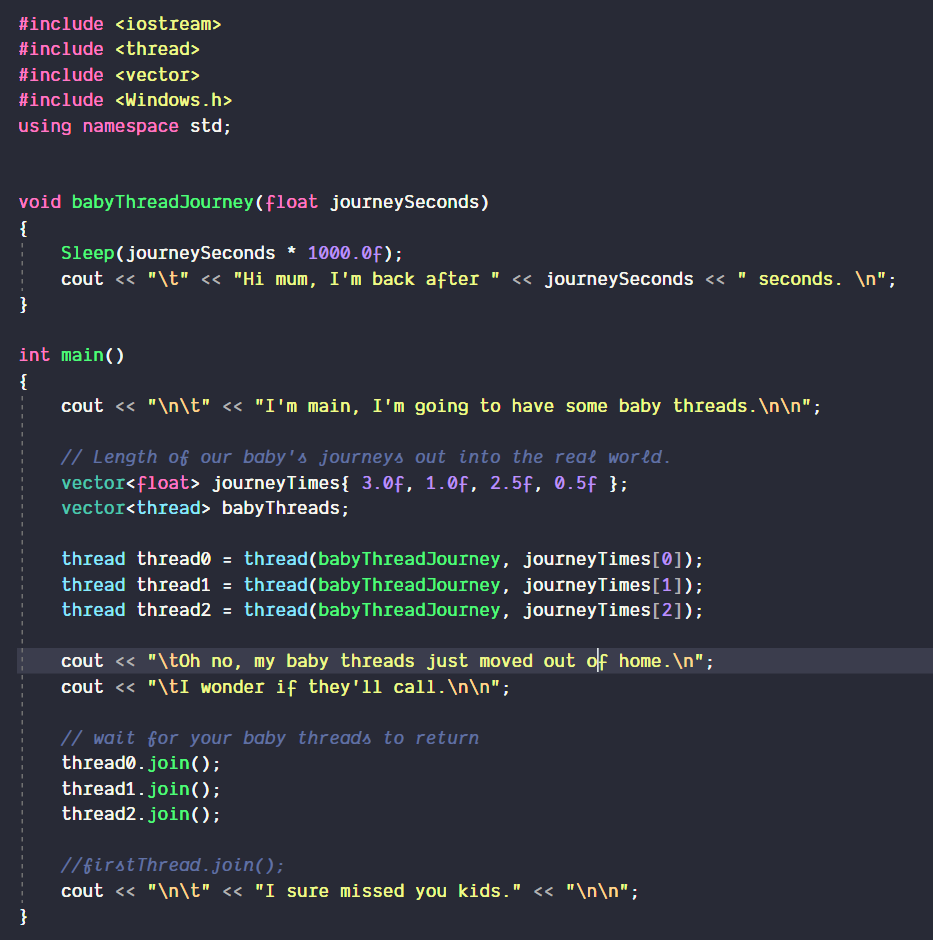 #include <iostream>
#include <thread>
#include <vector>
#include <Windows.h>
using namespace std;
void babyThreadJourney(float journeySeconds)
{
    Sleep(journeySeconds * 1000.0f);
    cout << "\t" << "Hi mum, I'm back after " << journeySeconds << " seconds. \n";
}
int main()
{
    cout << "\n\t" << "I'm main, I'm going to have some baby threads.\n\n";
    // Length of our baby's journeys out into the real world.
    vector<float> journeyTimes{ 3.0f, 1.0f, 2.5f, 0.5f };
    vector<thread> babyThreads;
    thread thread0 = thread(babyThreadJourney, journeyTimes[0]);
    thread thread1 = thread(babyThreadJourney, journeyTimes[1]);
    thread thread2 = thread(babyThreadJourney, journeyTimes[2]);
    cout << "\tOh no, my baby threads just moved out of home.\n";
    cout << "\tI wonder if they'll call.\n\n";
    // wait for your baby threads to return
    thread0.join();
    thread1.join();
    thread2.join();
    //firstThread.join();
    cout << "\n\t" << "I sure missed you kids." << "\n\n";
}